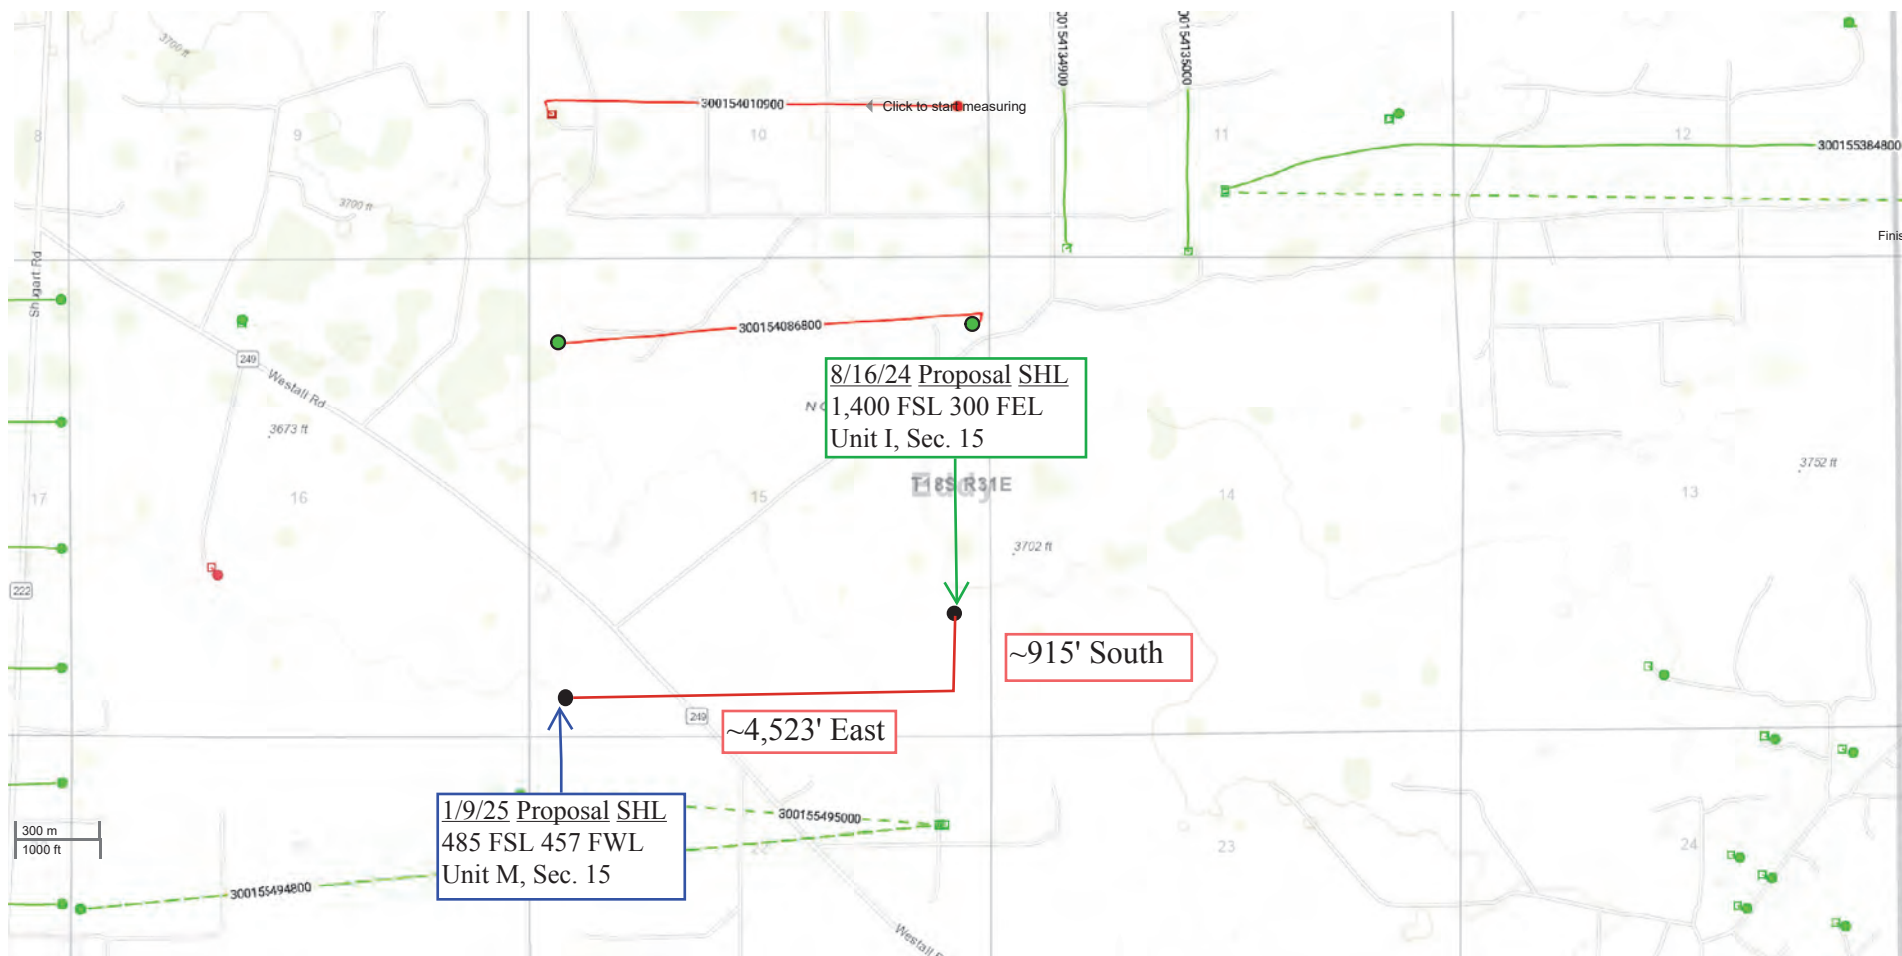 3700 ft
300154134900
300154135000
300154010900
Click to start measuring
8
9
10
11
12
300155384800
3700 ft
Finis
Shugart Rd
300154086800
249
Westall Rd
8/16/24 Proposal SHL
1,400 FSL 300 FEL
Unit I, Sec. 15
3673 ft
3752 ft
Eddy
T18S R31E
17
16
15
14
13
3702 ft
222
~915' South
249
~4,523' East
1/9/25 Proposal SHL
485 FSL 457 FWL
Unit M, Sec. 15
300155495000
300 m
1000 ft
22
23
24
300155494800
Westall